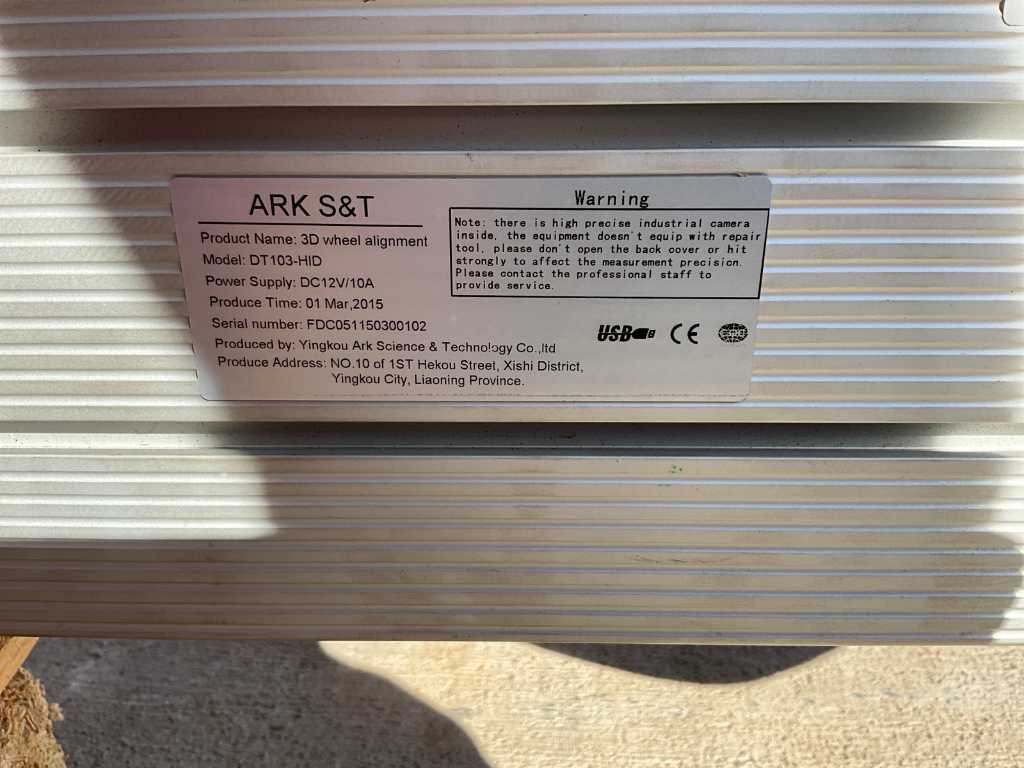 ARK S&T
Product Name: 3D wheel alignment
Model: DT103-HID
Power Supply: DC12V/10A
Produce Time: 01 Mar,2015
Serial number: FDC051150300102
Produced by: Yingkou Ark Science & Technology Co.,ltd
Produce Address: NO.10 of 1ST Hekou Street, Xishi District,
Yingkou City, Liaoning Province.
Warning
Note: there is high precise industrial camera
inside, the equipment doesn't equip with repair
tool, please don't open the back cover or hit
strongly to affect the measurement precision.
Please contact the professional staff to
provide service.
USB CE